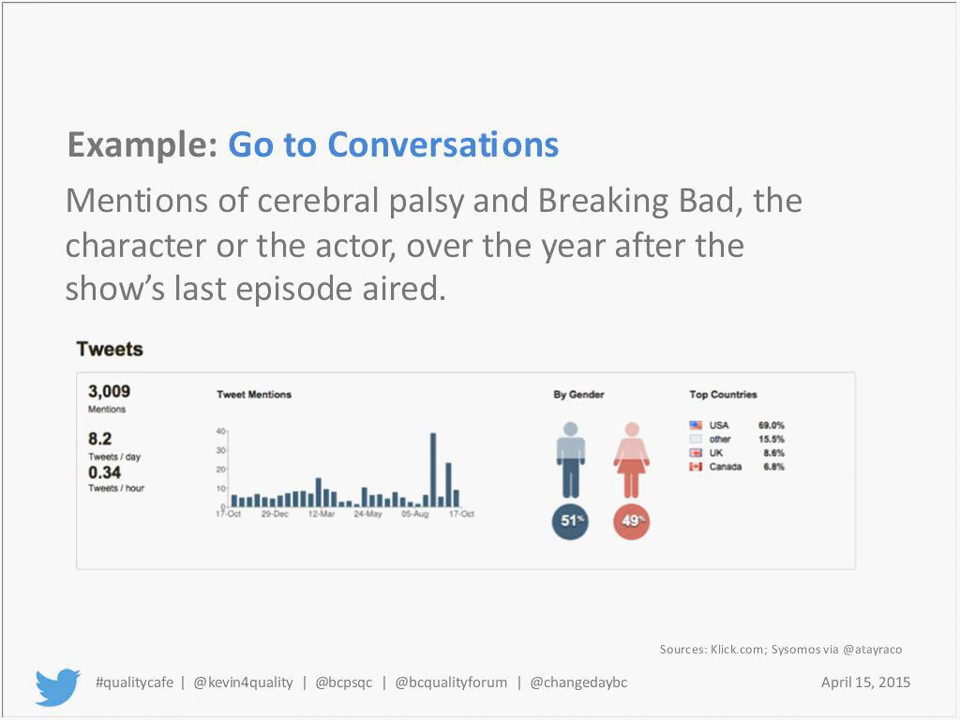 Example: Go to Conversations
Mentions of cerebral palsy and Breaking Bad, the
character or the actor, over the year after the
show's last episode aired.
Tweets
3,009
Mentions
8.2
Tweets / day
0.34
Tweets / hour
Tweet Mentions
40
30
20
10
0
17-Oct 29-Dec 12-Mar 24-May 05-Aug 17-Oct
By Gender
51% 49%
Top Countries
USA 69.0%
other 15.5%
UK 8.6%
Canada 6.8%
Sources: Klick.com; Sysomos via @atayraco
#qualitycafe | @kevin4quality | @bcpsqc | @bcqualityforum | @changedaybc April 15, 2015